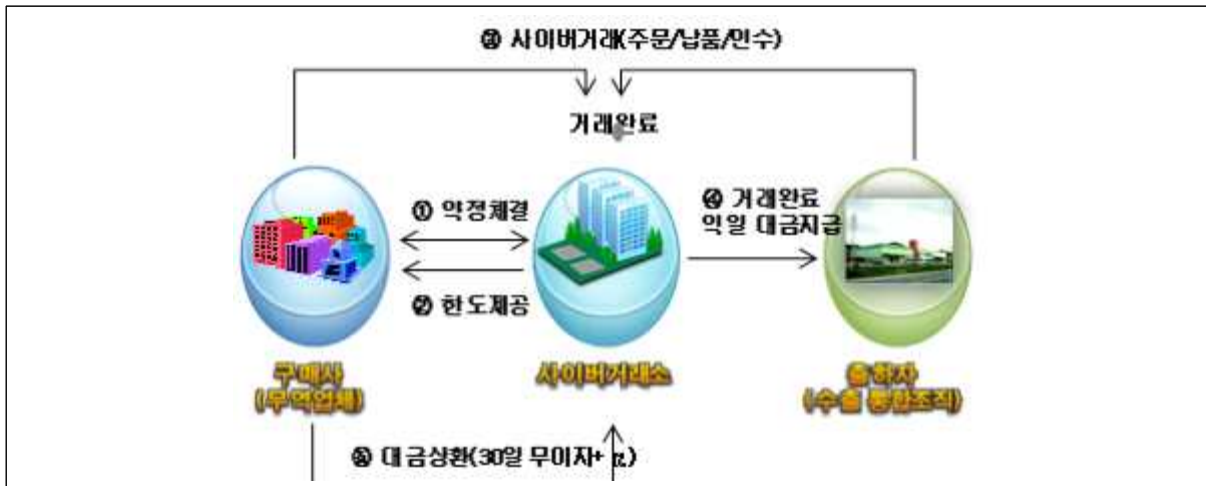 ③ 사이버거래(주문/납품/인수)
거래완료
① 약정체결
② 한도제공
④ 거래완료
익일 대금지급
구매사
(무역업체)
사이버거래소
출하자
(수출 통합조직)
⑤ 대금상환(30일 무이자+ )